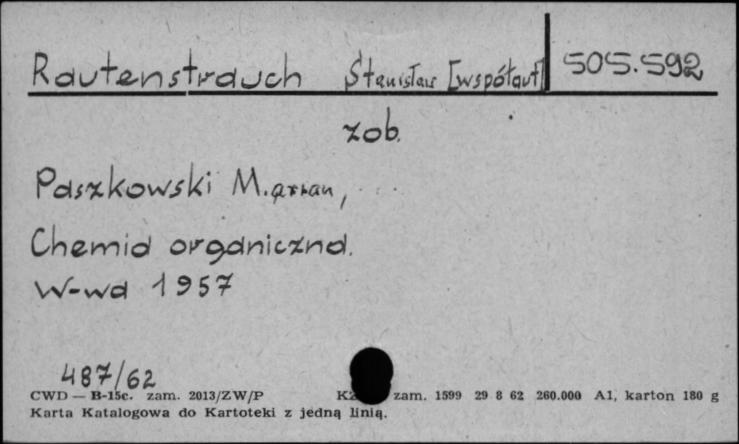 Rautenstrauch Stanisław [współaut] 505.592
zob.
Paszkowski M.arian,
Chemia organiczna.
W-wa 1957
487/62
CWD — B-15c. zam. 2013/ZW/P zam. 1599 29 8 62 260.000 A1, karton 180 g
Karta Katalogowa do Kartoteki z jedną linią.